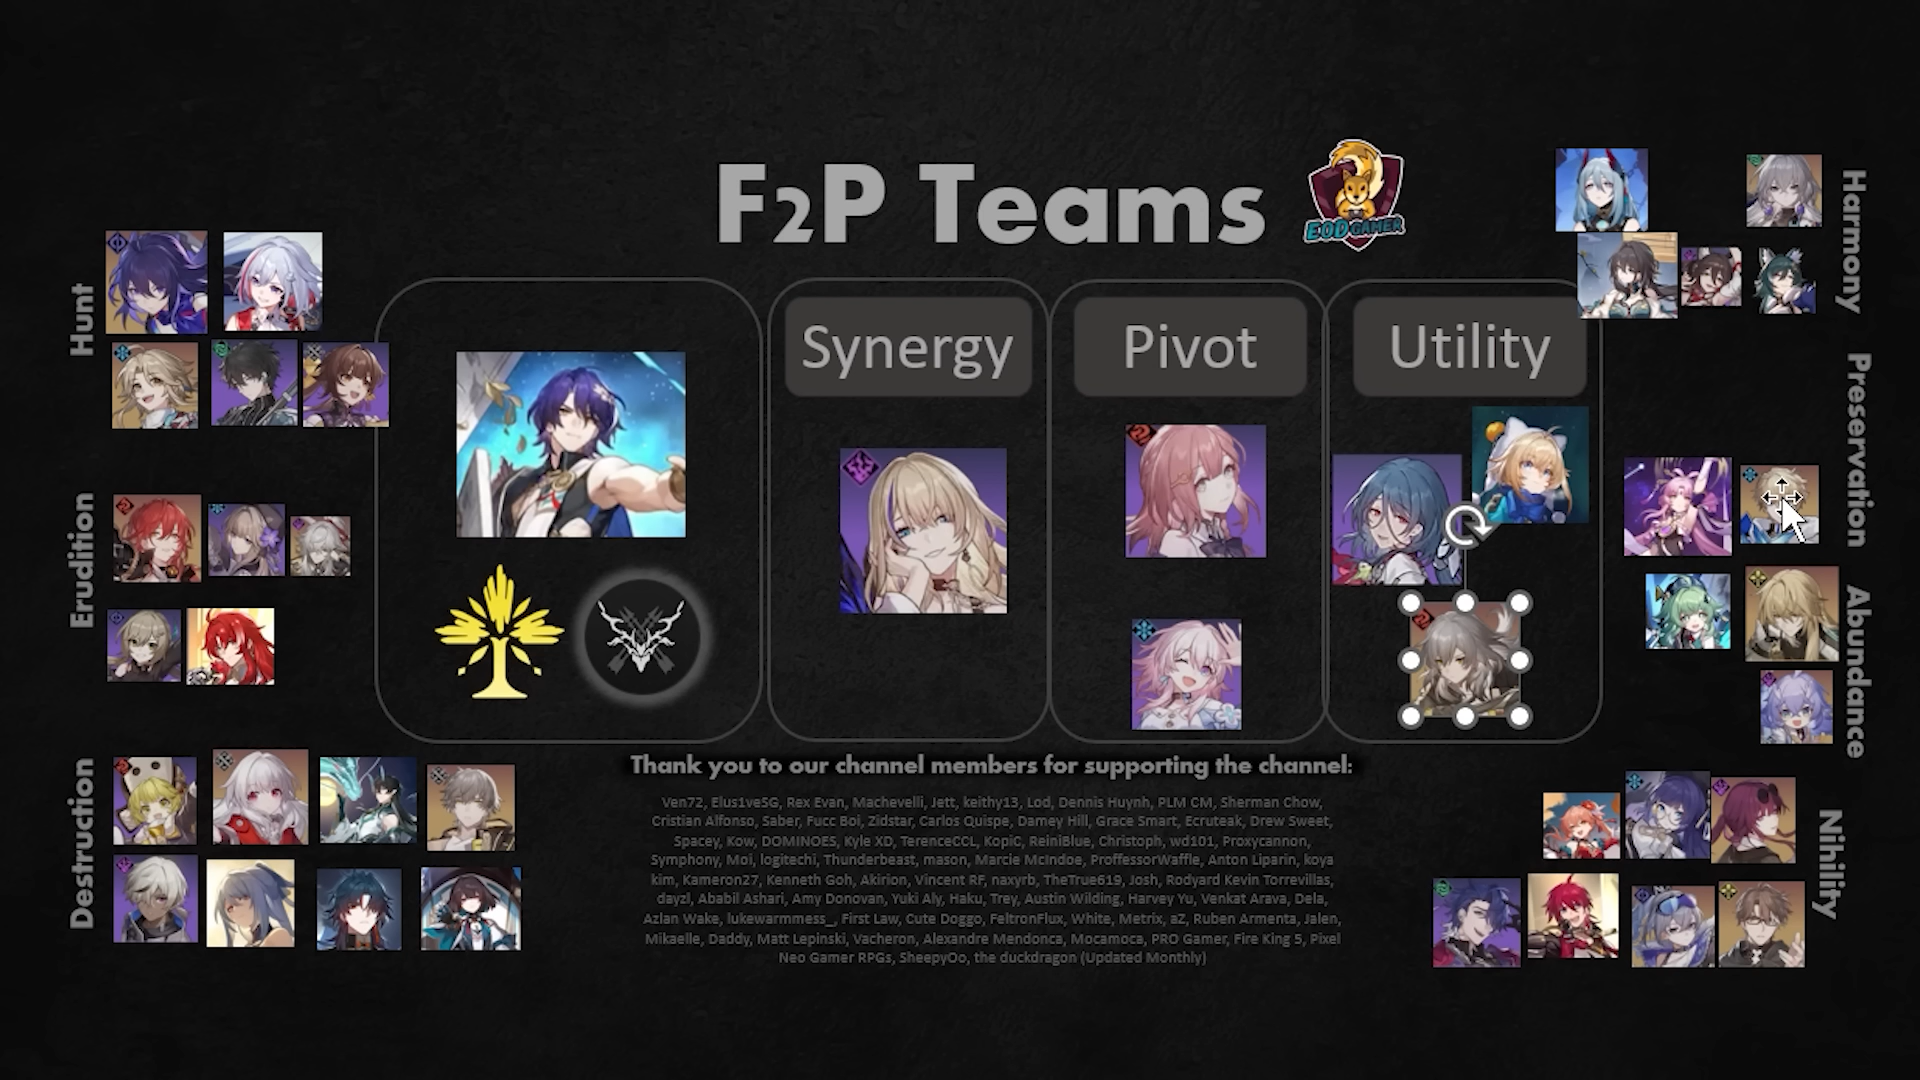 F2P Teams
EOD GAMER
Harmony
Hunt
Synergy
Pivot
Utility
Preservation
Erudition
Abundance
Destruction
Nihility
Thank you to our channel members for supporting the channel:
Ven72, Elus1veSG, Rex Evan, Machevelli, Jett, keithy13, Lod, Dennis Huynh, PLM CM, Sherman Chow,
Cristian Alfonso, Saber, Fucc Boi, Zidstar, Carlos Quispe, Damey Hill, Grace Smart, Ecruteak, Drew Sweet,
Spacey, Kow, DOMINOES, Kyle XD, TerenceCCL, KopiC, ReiniBlue, Christoph, wd101, Proxycannon,
Symphony, Moi, logitechi, Thunderbeast, mason, Marcie McIndoe, ProffessorWaffle, Anton Liparin, koya
kim, Kameron27, Kenneth Goh, Akirion, Vincent RF, naxyrb, TheTrue619, Josh, Rodyard Kevin Torrevillas,
dayzl, Ababil Ashari, Amy Donovan, Yuki Aly, Haku, Trey, Austin Wilding, Harvey Yu, Venkat Arava, Dela,
Azlan Wake, lukewarmmess_, First Law, Cute Doggo, FeltronFlux, White, Metrix, aZ, Ruben Armenta, Jalen,
Mikaelle, Daddy, Matt Lepinski, Vacheron, Alexandre Mendonca, Mocamoca, PRO Gamer, Fire King 5, Pixel
Neo Gamer RPGs, SheepyOo, the duckdragon (Updated Monthly)